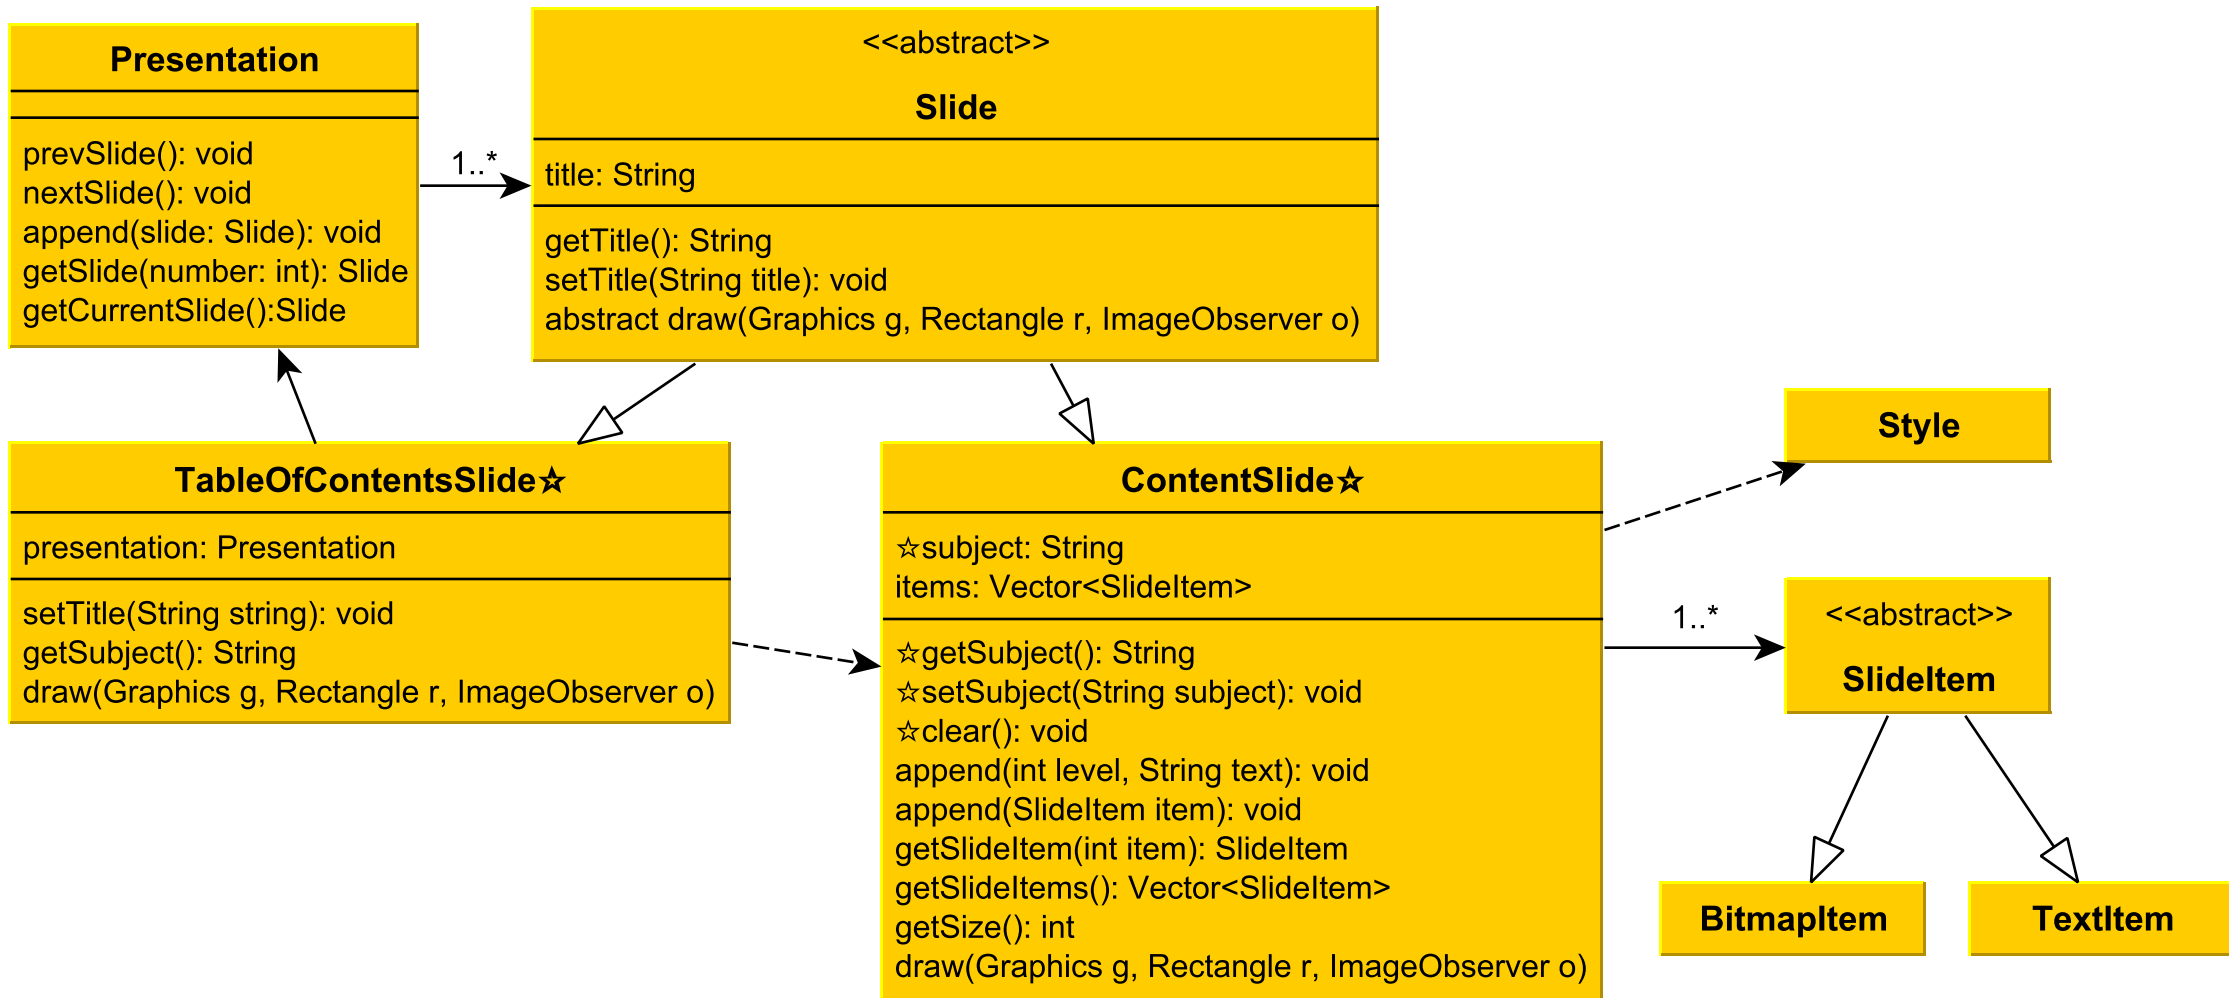 Presentation
prevSlide(): void
nextSlide(): void
append(slide: Slide): void
getSlide(number: int): Slide
getCurrentSlide():Slide
1..*
<<abstract>>
Slide
title: String
getTitle(): String
setTitle(String title): void
abstract draw(Graphics g, Rectangle r, ImageObserver o)
TableOfContentsSlide☆
presentation: Presentation
setTitle(String string): void
getSubject(): String
draw(Graphics g, Rectangle r, ImageObserver o)
ContentSlide☆
☆subject: String
items: Vector<SlideItem>
☆getSubject(): String
☆setSubject(String subject): void
☆clear(): void
append(int level, String text): void
append(SlideItem item): void
getSlideItem(int item): SlideItem
getSlideItems(): Vector<SlideItem>
getSize(): int
draw(Graphics g, Rectangle r, ImageObserver o)
Style
1..*
<<abstract>>
SlideItem
BitmapItem
TextItem